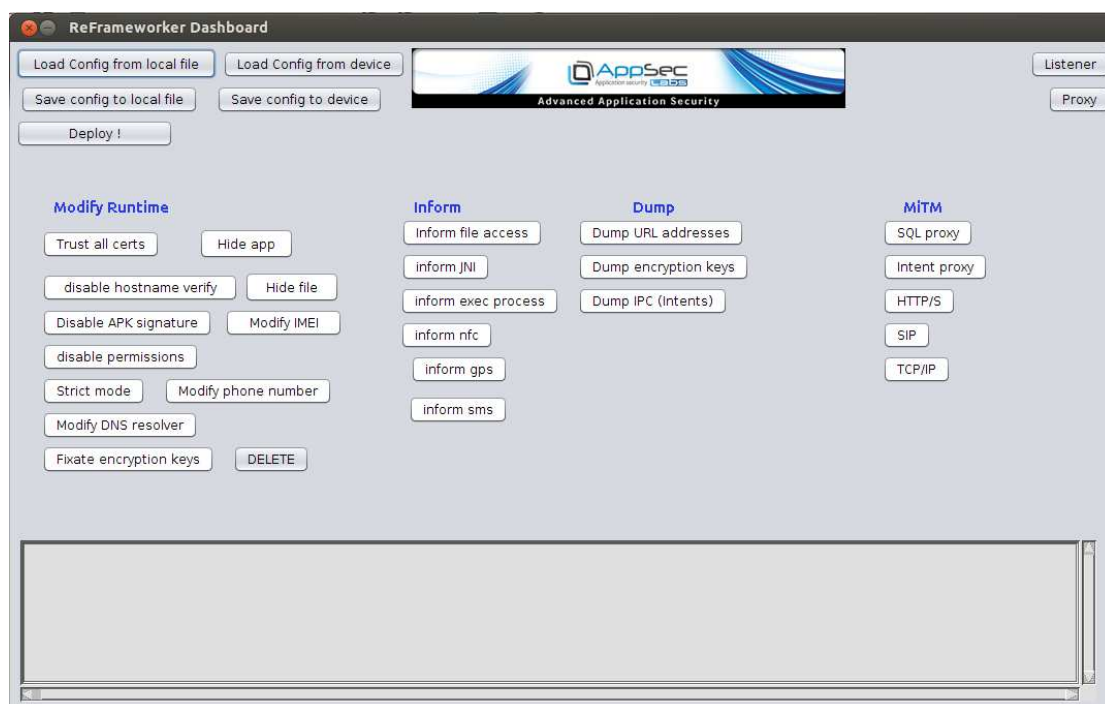 ReFrameworker Dashboard
Load Config from local file
Load Config from device
AppSec
Application security LABS
Advanced Application Security
Listener
Save config to local file
Save config to device
Proxy
Deploy !
Modify Runtime
Trust all certs
Hide app
disable hostname verify
Hide file
Disable APK signature
Modify IMEI
disable permissions
Strict mode
Modify phone number
Modify DNS resolver
Fixate encryption keys
DELETE
Inform
Inform file access
inform JNI
inform exec process
inform nfc
inform gps
inform sms
Dump
Dump URL addresses
Dump encryption keys
Dump IPC (Intents)
MiTM
SQL proxy
Intent proxy
HTTP/S
SIP
TCP/IP